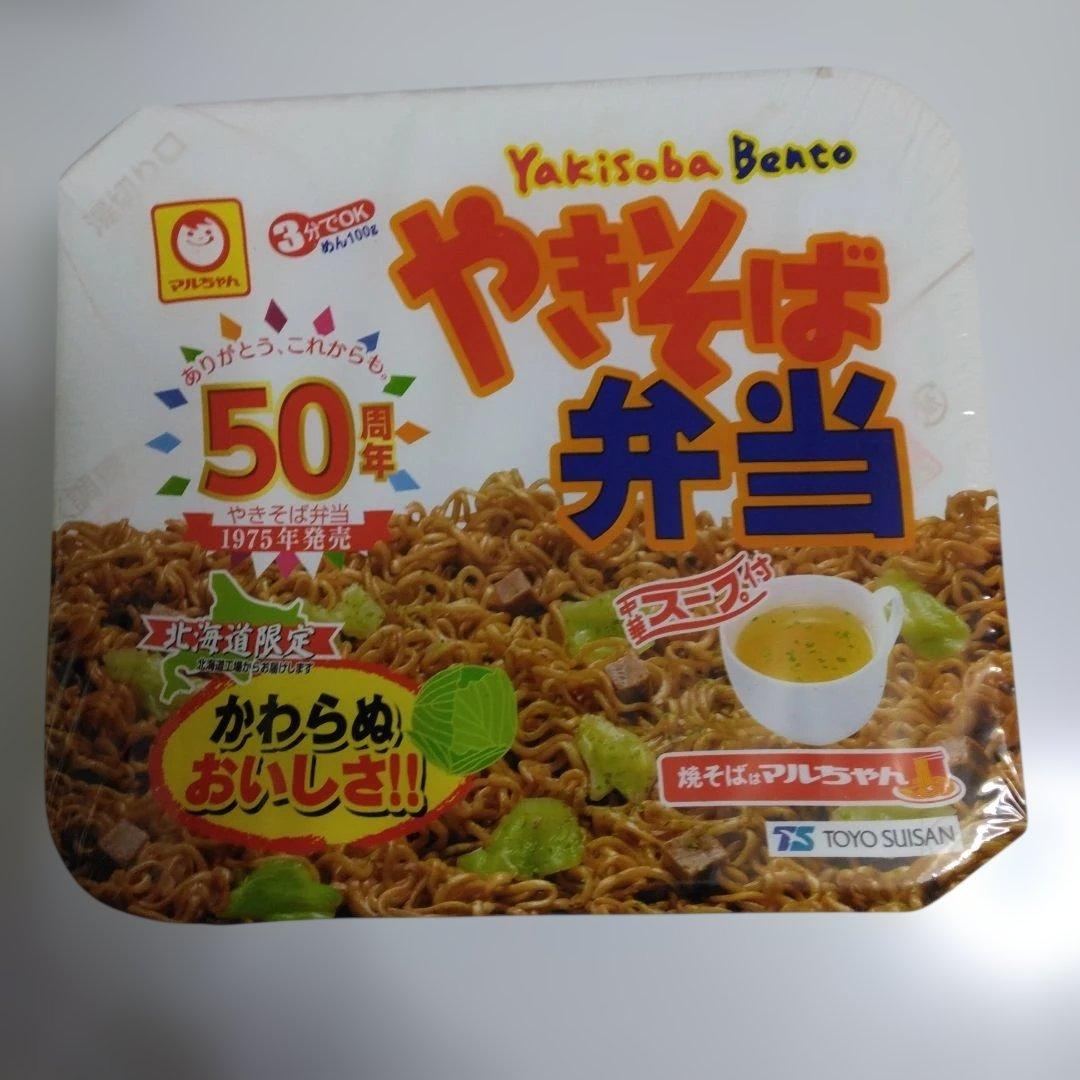 Yakisoba Bento
マルちゃん
3分でOK
めん100g
やきそば
弁当
ありがとう、これからも。
50周年
やきそば弁当
1975年発売
中華スープ付
北海道限定
北海道工場からお届けします
かわらぬ
おいしさ!!
焼そばはマルちゃん
TS TOYO SUISAN